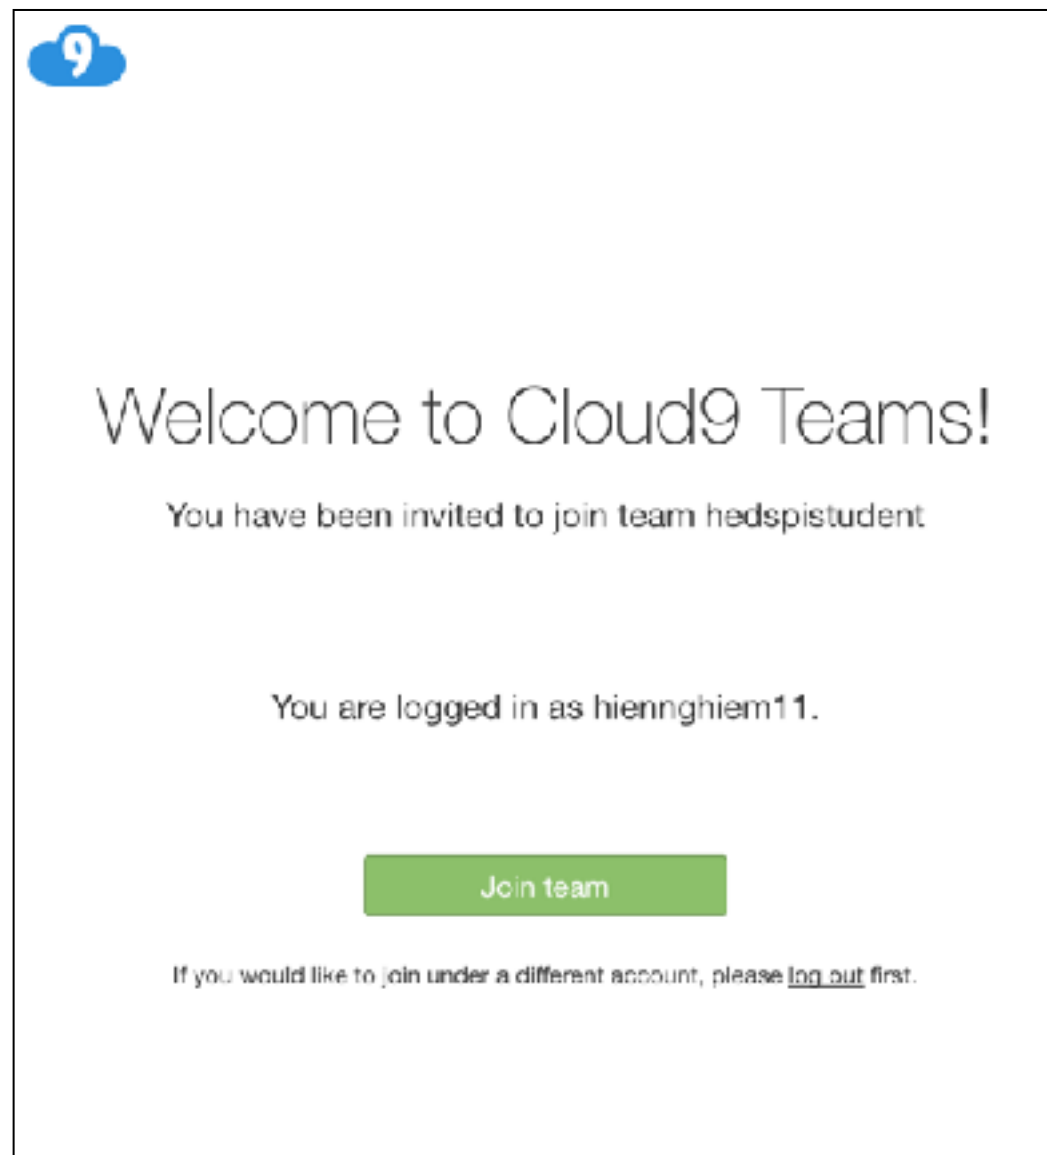 9
Welcome to Cloud9 Teams!
You have been invited to join team hedspistudent
You are logged in as hiennghiem11.
Join team
If you would like to join under a different account, please log out first.